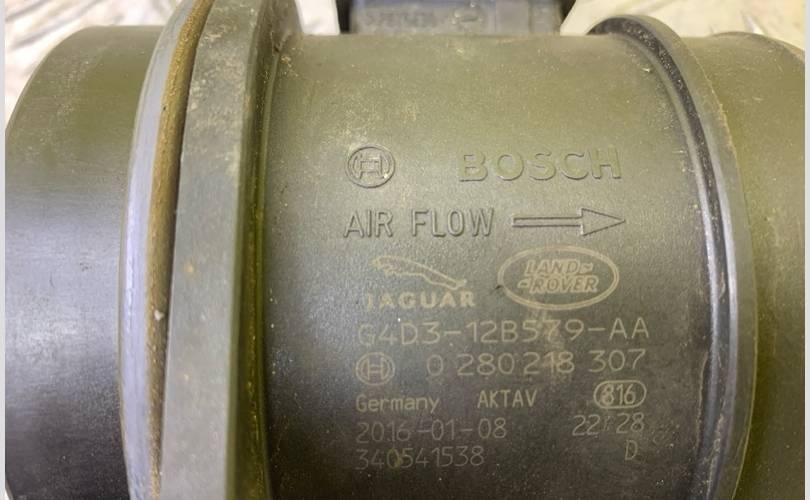 BOSCH
AIR FLOW
JAGUAR
LAND-
-ROVER
G4D3-12B579-AA
0 280 218 307
Germany AKTAV 816
2016-01-08 22:28
340541538 D